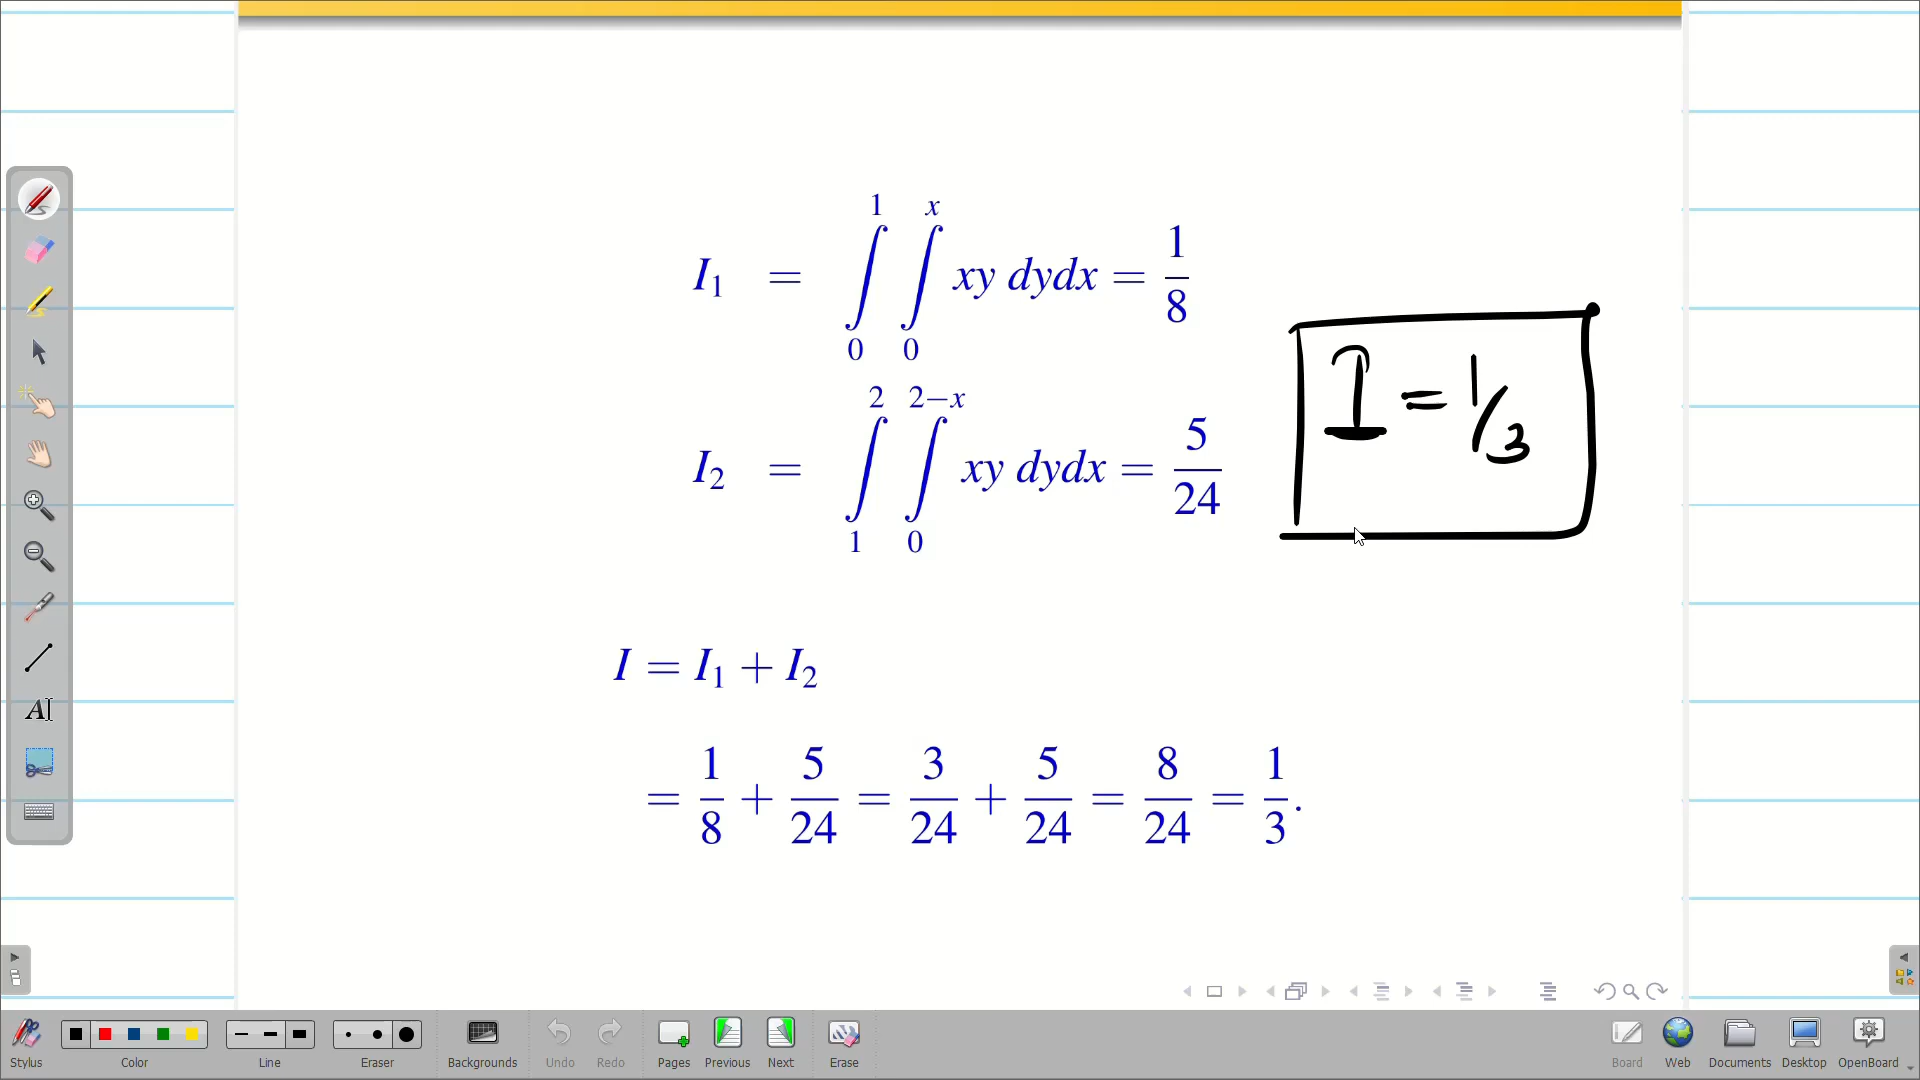 I₁ = ∫₀¹ ∫₀ˣ xy dydx = 1/8
I₂ = ∫₁² ∫₀²⁻ˣ xy dydx = 5/24
I = 1/3
I = I₁ + I₂
= 1/8 + 5/24 = 3/24 + 5/24 = 8/24 = 1/3.
Stylus Color Line Eraser Backgrounds Undo Redo Pages Previous Next Erase Board Web Documents Desktop OpenBoard